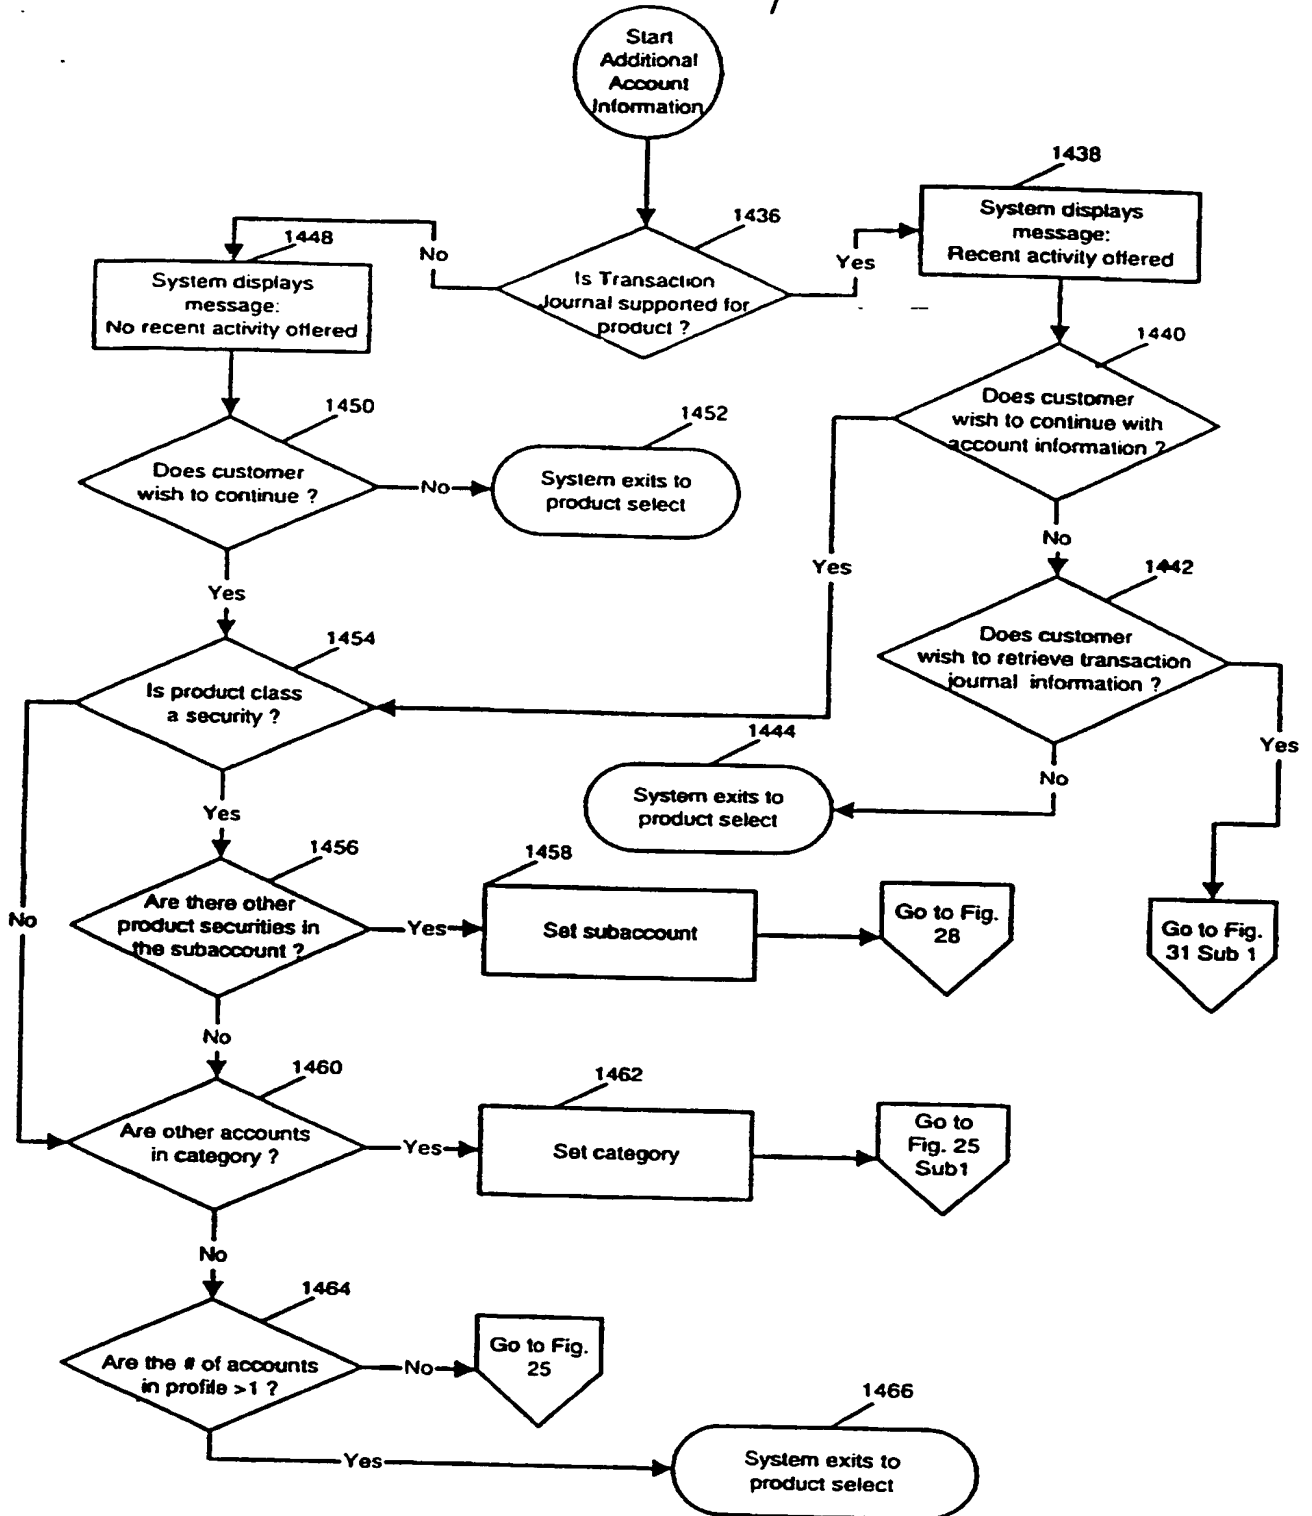 Start
Additional
Account
Information
1438
System displays
message:
Recent activity offered
1436
Is Transaction
Journal supported for
product ?
No
Yes
1448
System displays
message:
No recent activity offered
1440
Does customer
wish to continue with
account information ?
1450
Does customer
wish to continue ?
No
1452
System exits to
product select
No
Yes
Yes
1442
Does customer
wish to retrieve transaction
journal information ?
1454
Is product class
a security ?
1444
System exits to
product select
No
Yes
Yes
1456
Are there other
product securities in
the subaccount ?
Yes
1458
Set subaccount
Go to Fig.
28
Go to Fig.
31 Sub 1
No
No
1460
Are other accounts
in category ?
Yes
1462
Set category
Go to
Fig. 25
Sub1
No
1464
Are the # of accounts
in profile >1 ?
No
Go to Fig.
25
1466
Yes
System exits to
product select